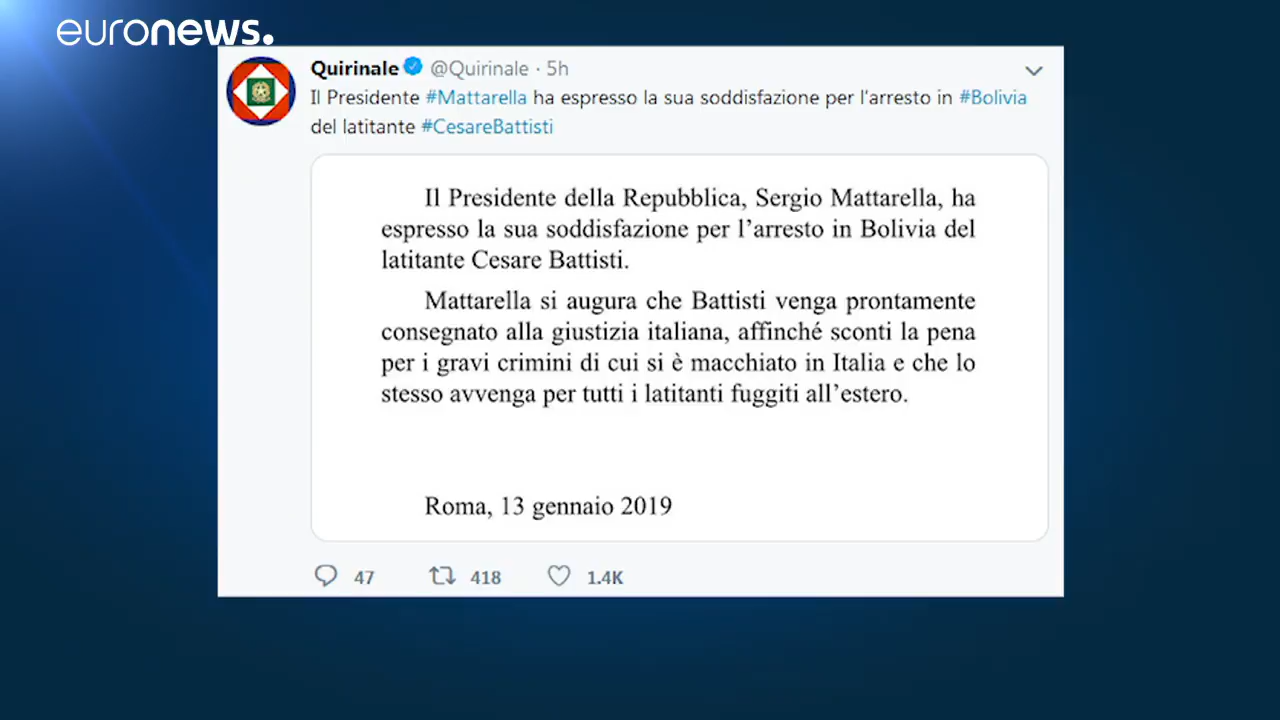 euronews.
Quirinale @Quirinale · 5h
Il Presidente #Mattarella ha espresso la sua soddisfazione per l'arresto in #Bolivia
del latitante #CesareBattisti
Il Presidente della Repubblica, Sergio Mattarella, ha
espresso la sua soddisfazione per l’arresto in Bolivia del
latitante Cesare Battisti.
Mattarella si augura che Battisti venga prontamente
consegnato alla giustizia italiana, affinché sconti la pena
per i gravi crimini di cui si è macchiato in Italia e che lo
stesso avvenga per tutti i latitanti fuggiti all’estero.
Roma, 13 gennaio 2019
47 418 1.4K